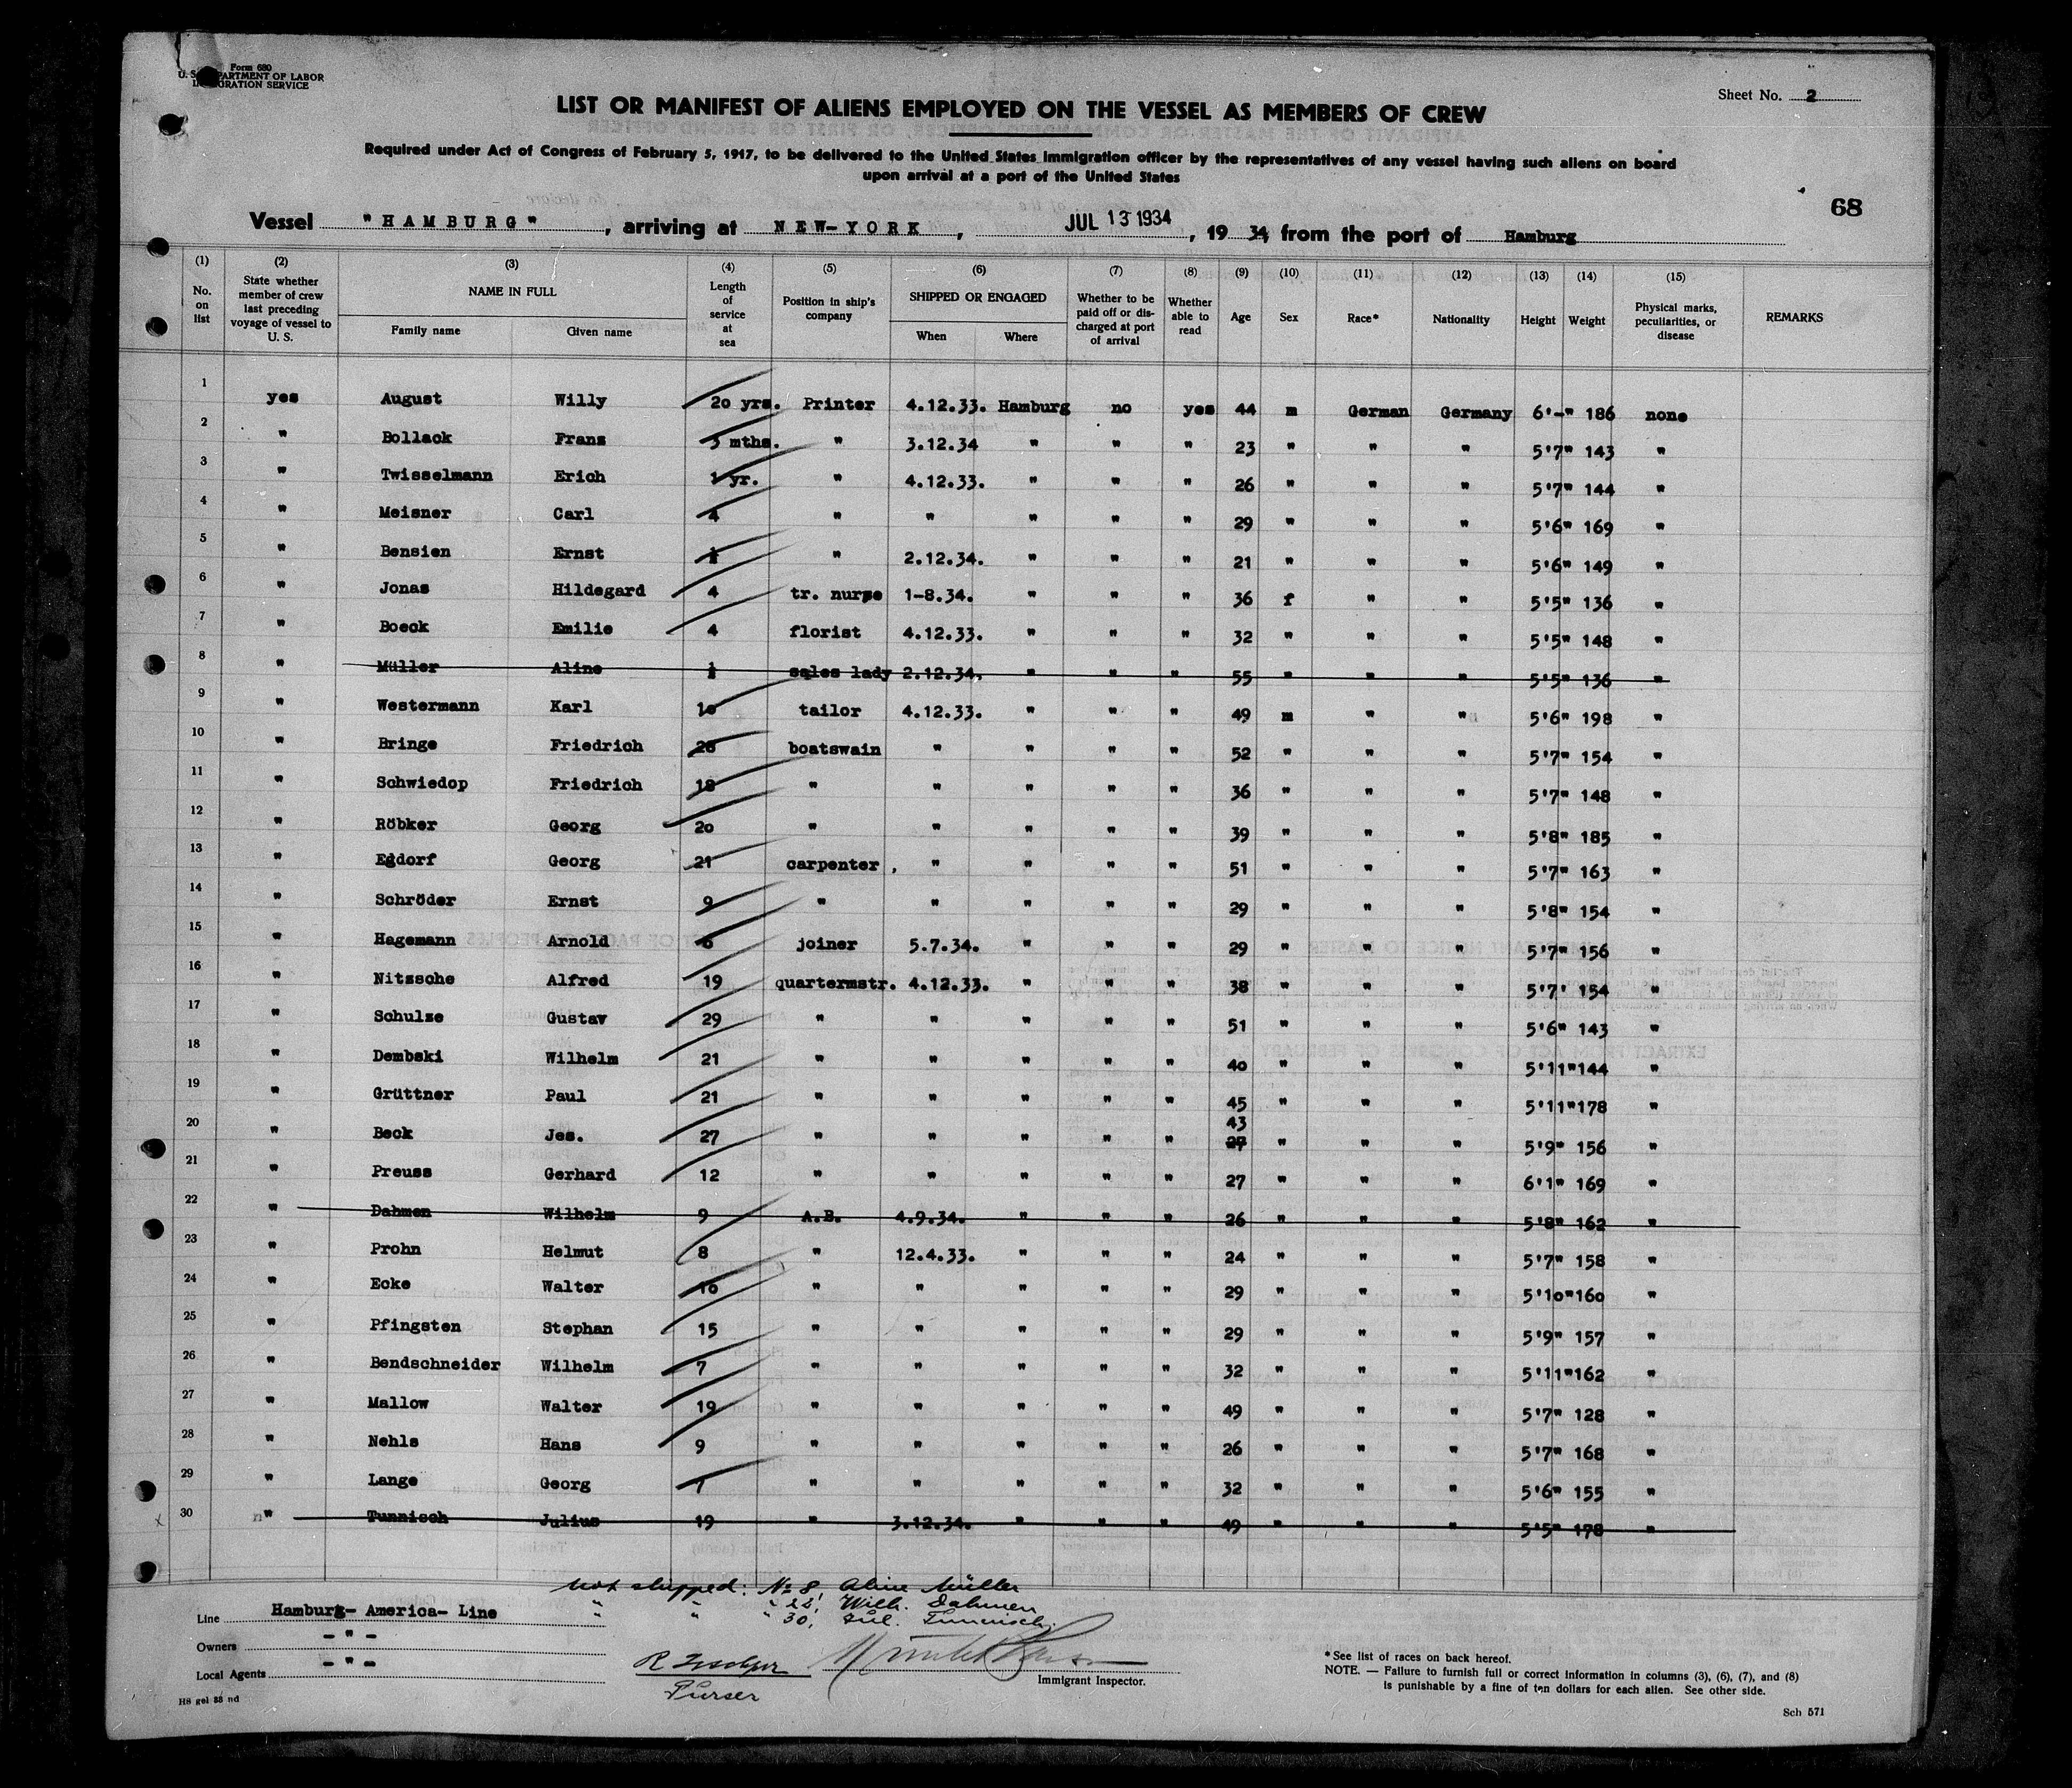 Form 680
U. S. DEPARTMENT OF LABOR
IMMIGRATION SERVICE
Sheet No. 2
LIST OR MANIFEST OF ALIENS EMPLOYED ON THE VESSEL AS MEMBERS OF CREW
Required under Act of Congress of February 5, 1917, to be delivered to the United States immigration officer by the representatives of any vessel having such aliens on board
upon arrival at a port of the United States
68
Vessel "HAMBURG", arriving at NEW-YORK, JUL 13 1934, 19 34, from the port of Hamburg
(1) (2) (3) (4) (5) (6) (7) (8) (9) (10) (11) (12) (13) (14) (15)
No. on list State whether member of crew last preceding voyage of vessel to U. S. NAME IN FULL Family name Given name Length of service at sea Position in ship's company SHIPPED OR ENGAGED When Where Whether to be paid off or discharged at port of arrival Whether able to read Age Sex Race* Nationality Height Weight Physical marks, peculiarities, or disease REMARKS
1 yes August Willy 20 yrs. Printer 4.12.33. Hamburg no yes 44 m German Germany 6'-" 186 none
2 " Bollack Frans 3 mths. " 3.12.34 " " " 23 " " " 5'7" 143 "
3 " Twisselmann Erich 1 yr. " 4.12.33. " " " 26 " " " 5'7" 144 "
4 " Meisner Carl 4 " " " " " 29 " " " 5'6" 169 "
5 " Bensien Ernst " 2.12.34. " " " 21 " " " 5'6" 149 "
6 " Jonas Hildegard 4 tr. nurse 1-8.34. " " " 36 f " " 5'5" 136 "
7 " Boeck Emilie 4 florist 4.12.33. " " " 32 " " " 5'5" 148 "
8 " Müller Aline sales lady 2.12.34. " " " 55 " " " 5'5" 136 "
9 " Westermann Karl 10 tailor 4.12.33. " " " 49 m " " 5'6" 198 "
10 " Bringe Friedrich 28 boatswain " " " " 52 " " " 5'7" 154 "
11 " Schwiedop Friedrich 18 " " " " " 36 " " " 5'7" 148 "
12 " Röbker Georg 20 " " " " " 39 " " " 5'8" 185 "
13 " Egdorf Georg 21 carpenter " " " " 51 " " " 5'7" 163 "
14 " Schröder Ernst 9 " " " " " 29 " " " 5'8" 154 "
15 " Hagemann Arnold 6 joiner 5.7.34. " " " 29 " " " 5'7" 156 "
16 " Nitzsche Alfred 19 quartermstr. 4.12.33. " " " 38 " " " 5'7' 154 "
17 " Schulze Gustav 29 " " " " " 51 " " " 5'6" 143 "
18 " Dembski Wilhelm 21 " " " " " 40 " " " 5'11" 144 "
19 " Grüttner Paul 21 " " " " " 45 " " " 5'11" 178 "
20 " Beck Jes. 27 " " " " " 43 27 " " " 5'9" 156 "
21 " Preuss Gerhard 12 " " " " " 27 " " " 6'1" 169 "
22 " Dahmen Wilhelm 9 A.B. 4.9.34. " " " 26 " " " 5'8" 162 "
23 " Prohn Helmut 8 " 12.4.33. " " " 24 " " " 5'7" 158 "
24 " Ecke Walter 10 " " " " " 29 " " " 5'10" 160 "
25 " Pfingsten Stephan 15 " " " " " 29 " " " 5'9" 157 "
26 " Bendschneider Wilhelm 7 " " " " " 32 " " " 5'11" 162 "
27 " Mallow Walter 19 " " " " " 49 " " " 5'7" 128 "
28 " Nehls Hans 9 " " " " " 26 " " " 5'7" 168 "
29 " Lange Georg 7 " " " " " 32 " " " 5'6" 155 "
30 " Tunnisch Julius 19 " 3.12.34. " " " 49 " " " 5'5" 178 "
not shipped: No 8, Aline Müller
" " " 22, Wilh. Dahmen
" " " 30, Jul. Tunnisch.
Line Hamburg- America- Line
Owners - " -
Local Agents - " -
Purser
Immigrant Inspector.
* See list of races on back hereof.
NOTE. — Failure to furnish full or correct information in columns (3), (6), (7), and (8)
is punishable by a fine of ten dollars for each alien. See other side.
H8 gel 38 nd
Sch 571